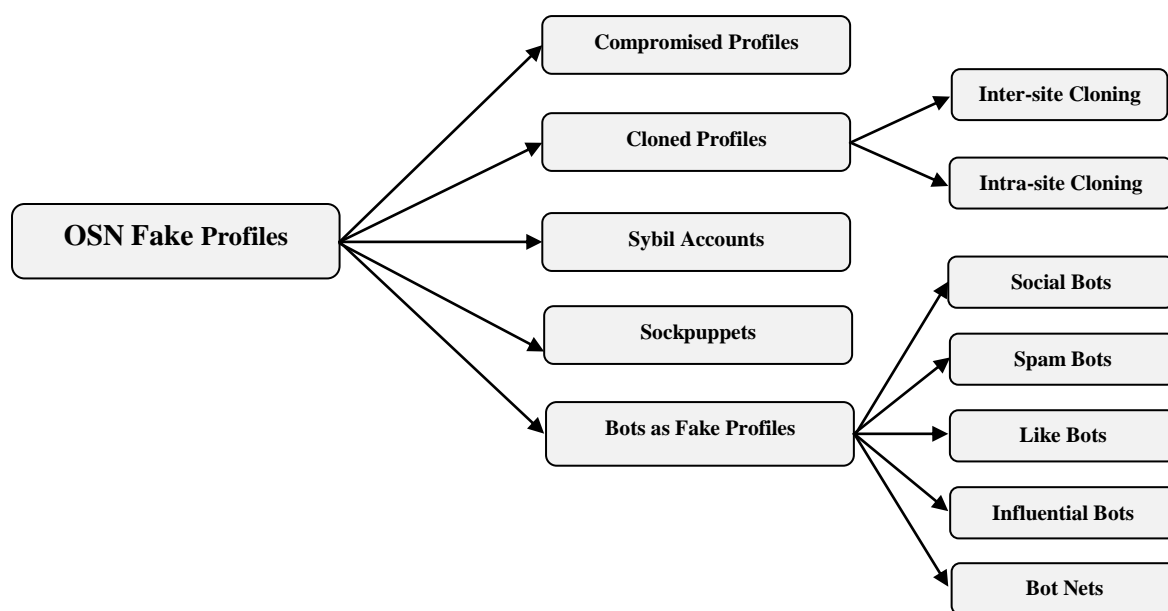 Compromised Profiles
Inter-site Cloning
Cloned Profiles
Intra-site Cloning
OSN Fake Profiles
Sybil Accounts
Social Bots
Sockpuppets
Spam Bots
Bots as Fake Profiles
Like Bots
Influential Bots
Bot Nets